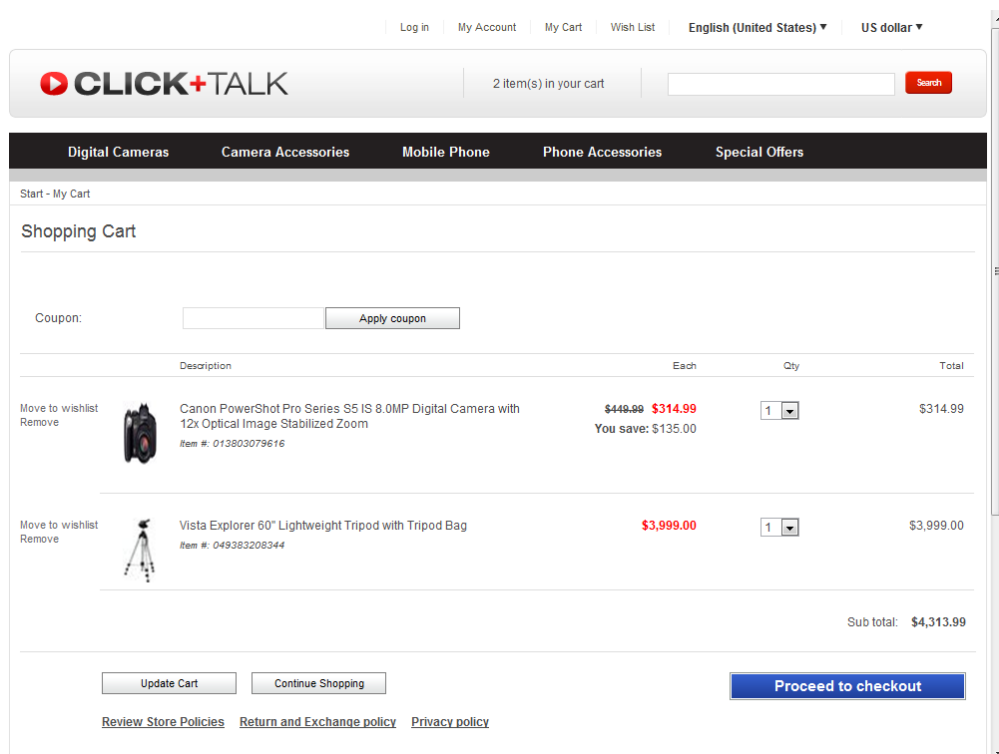 Log in My Account My Cart Wish List English (United States) ▼ US dollar ▼
CLICK+TALK 2 item(s) in your cart Search
Digital Cameras Camera Accessories Mobile Phone Phone Accessories Special Offers
Start - My Cart
Shopping Cart
Coupon: Apply coupon
Description Each Qty Total
Move to wishlist
Remove
Canon PowerShot Pro Series S5 IS 8.0MP Digital Camera with
12x Optical Image Stabilized Zoom
Item #: 013803079616
$449.99 $314.99
You save: $135.00
1
$314.99
Move to wishlist
Remove
Vista Explorer 60" Lightweight Tripod with Tripod Bag
Item #: 049383208344
$3,999.00
1
$3,999.00
Sub total: $4,313.99
Update Cart Continue Shopping Proceed to checkout
Review Store Policies Return and Exchange policy Privacy policy